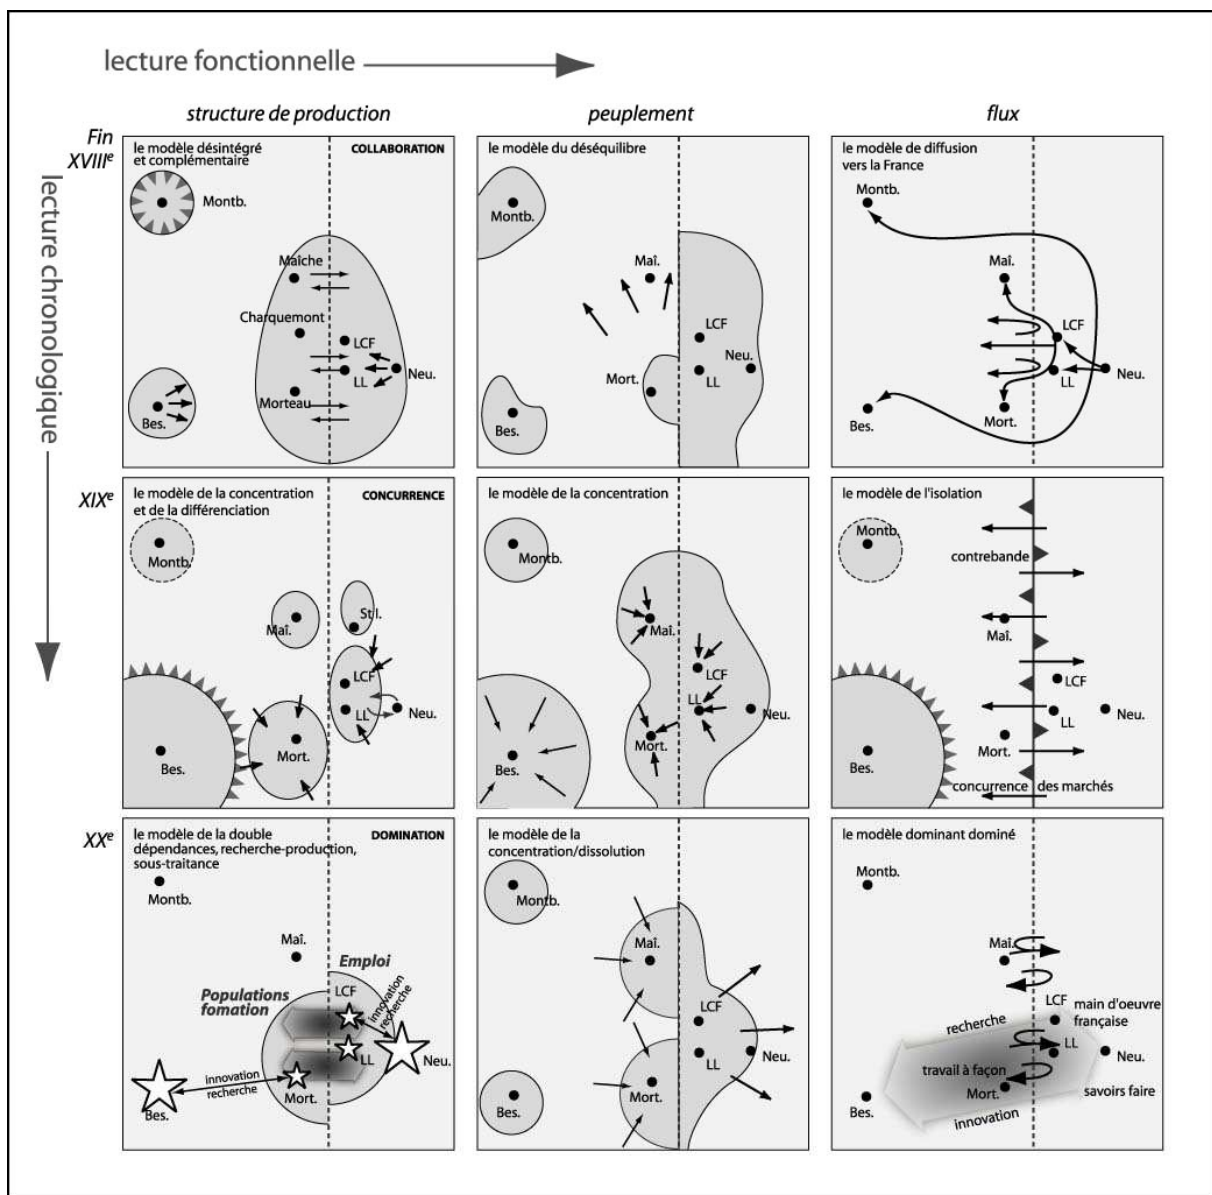 lecture fonctionnelle
lecture chronologique
structure de production
peuplement
flux
Fin
XVIIIe
le modèle désintégré
et complémentaire
COLLABORATION
Montb.
Maîche
Charquemont
LCF
LL
Neu.
Morteau
Bes.
le modèle du déséquilibre
Montb.
Maî.
LCF
Neu.
LL
Mort.
Bes.
le modèle de diffusion
vers la France
Montb.
Maî.
LCF
LL
Neu.
Mort.
Bes.
XIXe
le modèle de la concentration
et de la différenciation
CONCURRENCE
Montb.
Maî.
St I.
LCF
LL
Neu.
Mort.
Bes.
le modèle de la concentration
Montb.
Maî.
LCF
LL
Neu.
Mort.
Bes.
le modèle de l'isolation
Montb.
contrebande
Maî.
LCF
LL
Neu.
Mort.
Bes.
concurrence des marchés
XXe
le modèle de la double
dépendances, recherche-production,
sous-traitance
DOMINATION
Montb.
Maî.
Emploi
Populations
fomation
LCF
innovation
recherche
LL
Neu.
innovation
recherche
Mort.
Bes.
le modèle de la
concentration/dissolution
Montb.
Maî.
LCF
LL
Neu.
Mort.
Bes.
le modèle dominant dominé
Montb.
Maî.
LCF
main d'oeuvre
française
recherche
LL
Neu.
travail à façon
Mort.
savoirs faire
Bes.
innovation